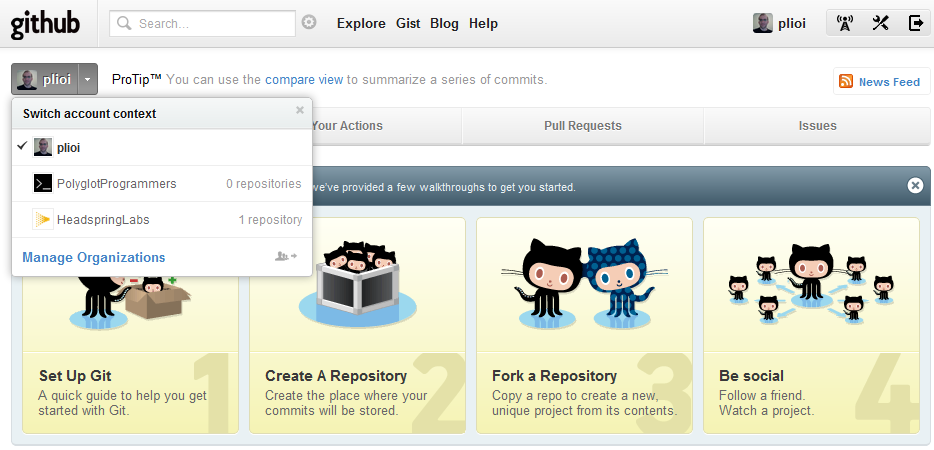 github
Search...
Explore Gist Blog Help
plioi
plioi
ProTip™ You can use the compare view to summarize a series of commits.
News Feed
Switch account context
plioi
PolyglotProgrammers 0 repositories
HeadspringLabs 1 repository
Manage Organizations
Your Actions
Pull Requests
Issues
we've provided a few walkthroughs to get you started.
1
Set Up Git
A quick guide to help you get
started with Git.
2
Create A Repository
Create the place where your
commits will be stored.
3
Fork a Repository
Copy a repo to create a new,
unique project from its contents.
4
Be social
Follow a friend.
Watch a project.